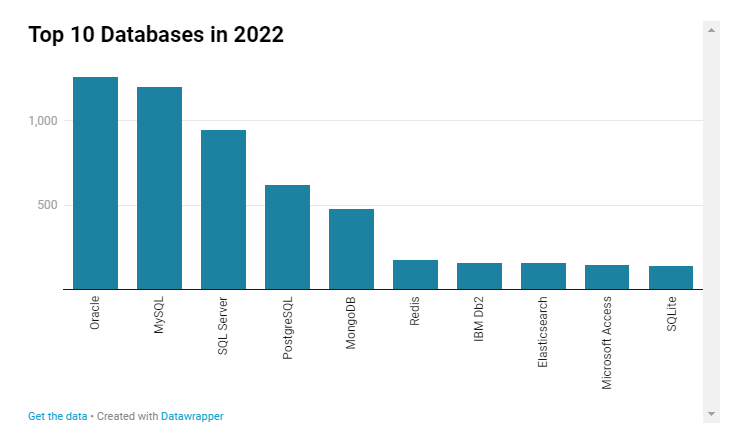 Top 10 Databases in 2022
1,000
500
Oracle
MySQL
SQL Server
PostgreSQL
MongoDB
Redis
IBM Db2
Elasticsearch
Microsoft Access
SQLite
Get the data • Created with Datawrapper